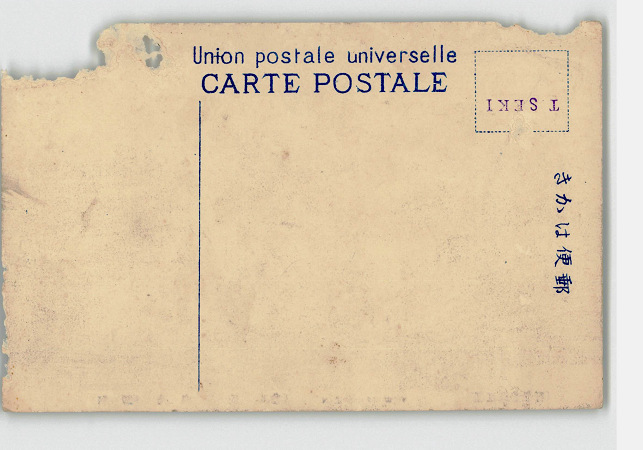 Union postale universelle
CARTE POSTALE
T. SEKI
郵便はかき